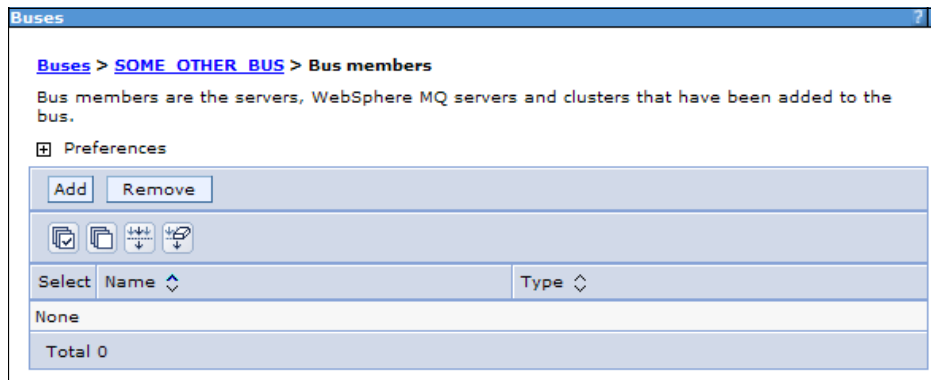 Buses ?
Buses > SOME_OTHER_BUS > Bus members
Bus members are the servers, WebSphere MQ servers and clusters that have been added to the
bus.
Preferences
Add Remove
Select Name Type
None
Total 0